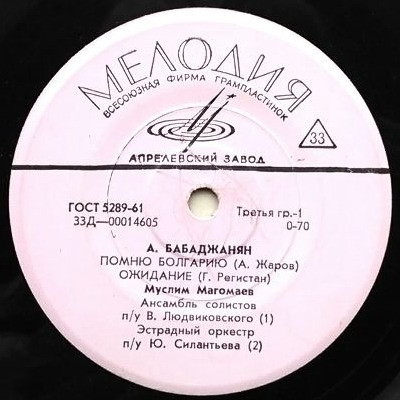 МЕЛОДИЯ
ВСЕСОЮЗНАЯ ФИРМА ГРАМПЛАСТИНОК
33
АПРЕЛЕВСКИЙ ЗАВОД
ГОСТ 5289-61
Третья гр.-1
33Д—00014605
0-70
А. БАБАДЖАНЯН
ПОМНЮ БОЛГАРИЮ (А. Жаров)
ОЖИДАНИЕ (Г. Регистан)
Муслим Магомаев
Ансамбль солистов
п/у В. Людвиковского (1)
Эстрадный оркестр
п/у Ю. Силантьева (2)